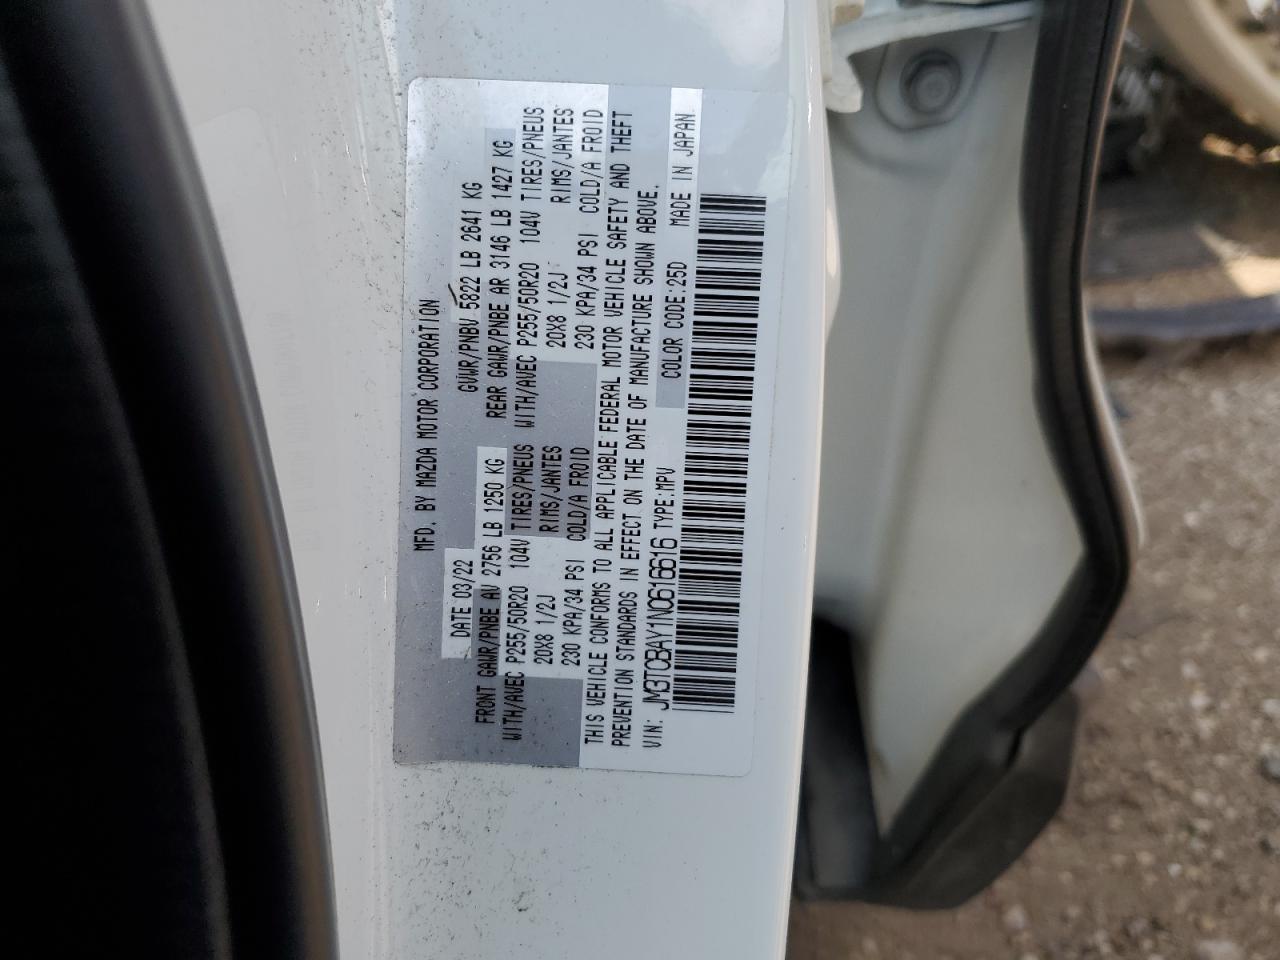 MFD. BY MAZDA MOTOR CORPORATION
DATE 03/22 GVWR/PNBV 5822 LB 2641 KG
FRONT GAWR/PNBE AV 2756 LB 1250 KG REAR GAWR/PNBE AR 3146 LB 1427 KG
WITH/AVEC P255/50R20 104V TIRES/PNEUS WITH/AVEC P255/50R20 104V TIRES/PNEUS
20X8 1/2J RIMS/JANTES 20X8 1/2J RIMS/JANTES
230 KPA/34 PSI COLD/A FROID 230 KPA/34 PSI COLD/A FROID
THIS VEHICLE CONFORMS TO ALL APPLICABLE FEDERAL MOTOR VEHICLE SAFETY AND THEFT
PREVENTION STANDARDS IN EFFECT ON THE DATE OF MANUFACTURE SHOWN ABOVE.
VIN: JM3TCBAY1N0616616 TYPE:MPV COLOR CODE 25D MADE IN JAPAN